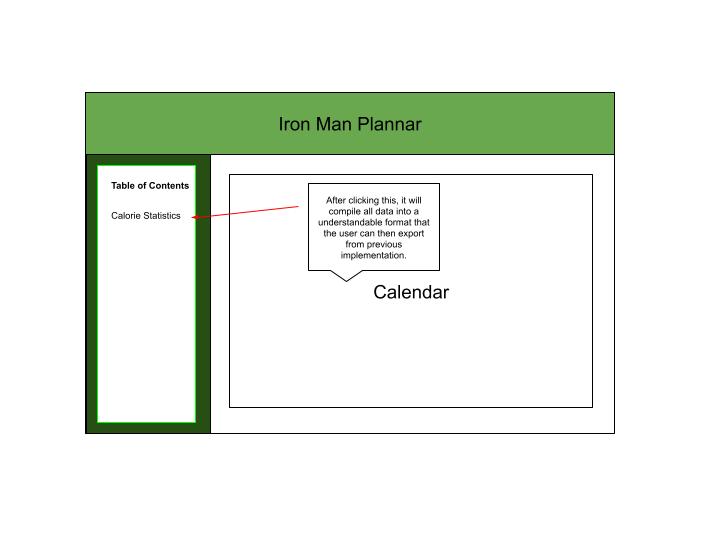 Iron Man Plannar
Table of Contents
Calorie Statistics
After clicking this, it will
compile all data into a
understandable format that
the user can then export
from previous
implementation.
Calendar